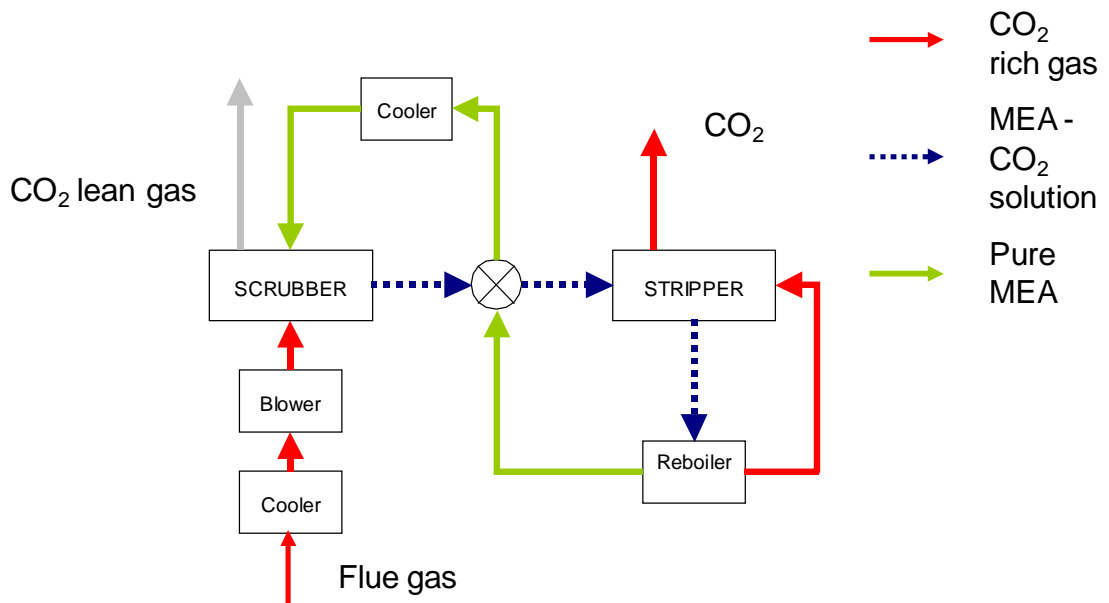 CO₂
rich gas
MEA -
CO₂
solution
Pure
MEA
Cooler
CO₂
CO₂ lean gas
SCRUBBER
STRIPPER
Blower
Reboiler
Cooler
Flue gas